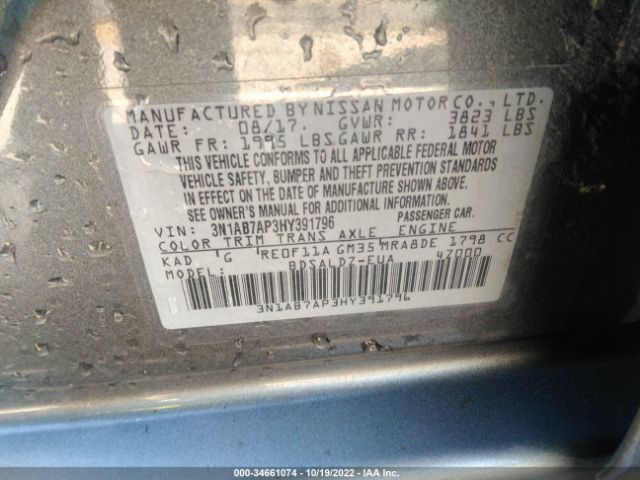 MANUFACTURED BY NISSAN MOTOR CO., LTD.
DATE: 08/17. GVWR: 3823 LBS
GAWR FR: 1995 LBS GAWR RR: 1841 LBS
THIS VEHICLE CONFORMS TO ALL APPLICABLE FEDERAL MOTOR
VEHICLE SAFETY, BUMPER AND THEFT PREVENTION STANDARDS
IN EFFECT ON THE DATE OF MANUFACTURE SHOWN ABOVE.
SEE OWNER'S MANUAL FOR ADDITIONAL INFORMATION.
VIN: 3N1AB7AP3HY391796 PASSENGER CAR.
COLOR TRIM TRANS AXLE ENGINE
KAD G RE0F11A GM35 MRA8DE 1798 CC
MODEL: BDSALDZ-EUA 4Z000
3N1AB7AP3HY391796
000-34661074 | 10/19/2022 - IAA Inc.